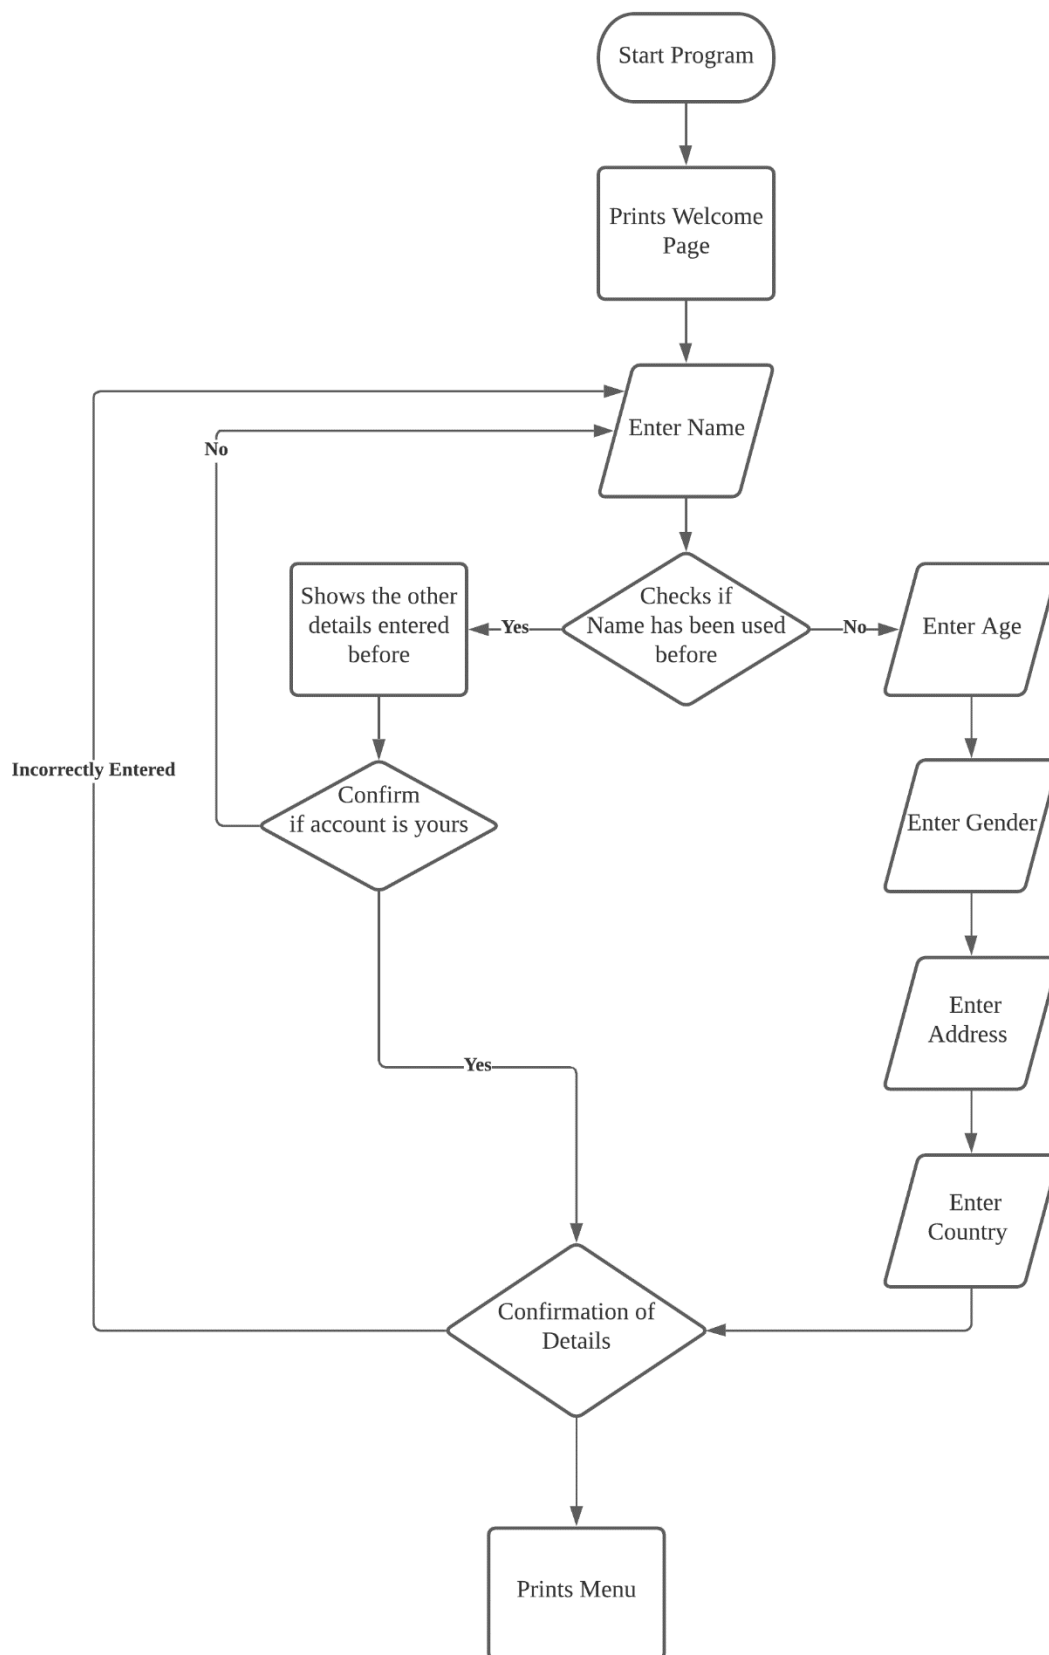 Start Program
Prints Welcome
Page
Enter Name
No
Shows the other
details entered
before
Yes
Checks if
Name has been used
before
No
Enter Age
Incorrectly Entered
Confirm
if account is yours
Enter Gender
Enter
Address
Yes
Enter
Country
Confirmation of
Details
Prints Menu